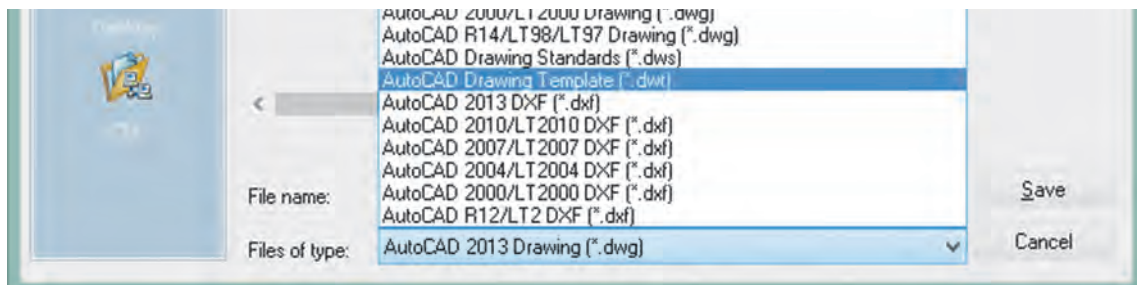 AutoCAD 2000/LT2000 Drawing (*.dwg)
AutoCAD R14/LT98/LT97 Drawing (*.dwg)
AutoCAD Drawing Standards (*.dws)
AutoCAD Drawing Template (*.dwt)
AutoCAD 2013 DXF (*.dxf)
AutoCAD 2010/LT2010 DXF (*.dxf)
AutoCAD 2007/LT2007 DXF (*.dxf)
AutoCAD 2004/LT2004 DXF (*.dxf)
AutoCAD 2000/LT2000 DXF (*.dxf)
AutoCAD R12/LT2 DXF (*.dxf)
File name:
Save
Files of type:
AutoCAD 2013 Drawing (*.dwg)
Cancel